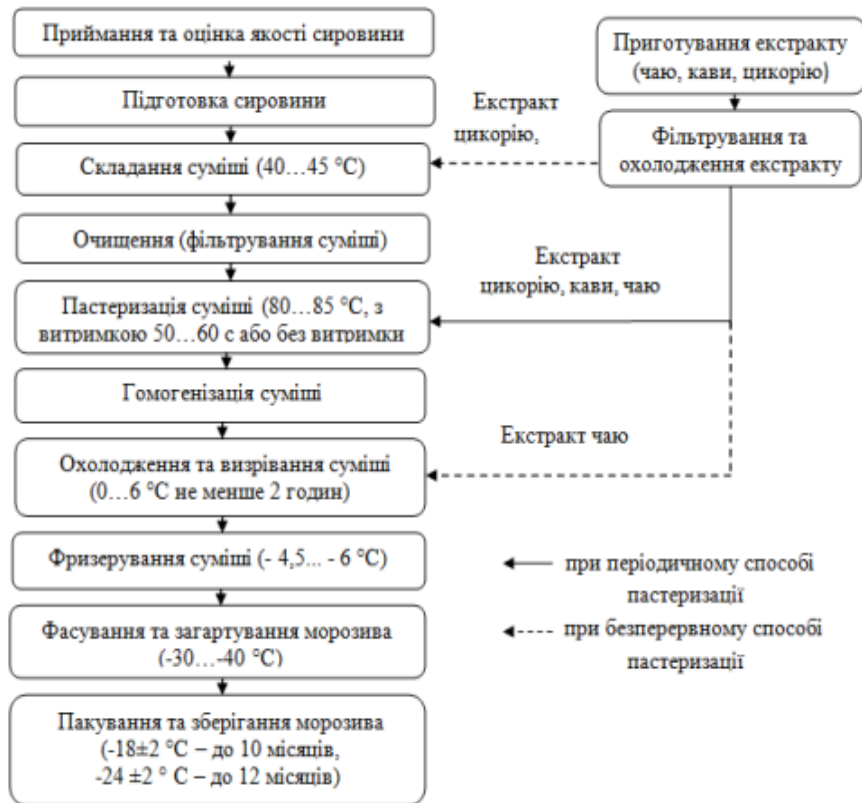 Приймання та оцінка якості сировини
Підготовка сировини
Складання суміші (40...45 °С)
Очищення (фільтрування суміші)
Пастеризація суміші (80...85 °С, з
витримкою 50...60 с або без витримки
Гомогенізація суміші
Охолодження та визрівання суміші
(0...6 °С не менше 2 годин)
Фризерування суміші (- 4,5... - 6 °С)
Фасування та загартування морозива
(-30...-40 °С)
Пакування та зберігання морозива
(-18±2 °С – до 10 місяців,
-24 ±2 ° С – до 12 місяців)
Приготування екстракту
(чаю, кави, цикорію)
Фільтрування та
охолодження екстракту
Екстракт
цикорію,
Екстракт
цикорію, кави, чаю
Екстракт чаю
при періодичному способі
пастеризації
при безперервному способі
пастеризації